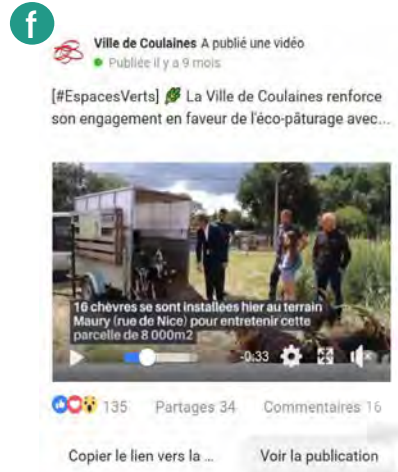 f
Ville de Coulaines A publié une vidéo
Publiée il y a 9 mois
[#EspacesVerts] 🌿 La Ville de Coulaines renforce
son engagement en faveur de l'éco-pâturage avec...
16 chèvres se sont installées hier au terrain
Maury (rue de Nice) pour entretenir cette
parcelle de 8 000m2
-0:33
135 Partages 34 Commentaires 16
Copier le lien vers la ... Voir la publication